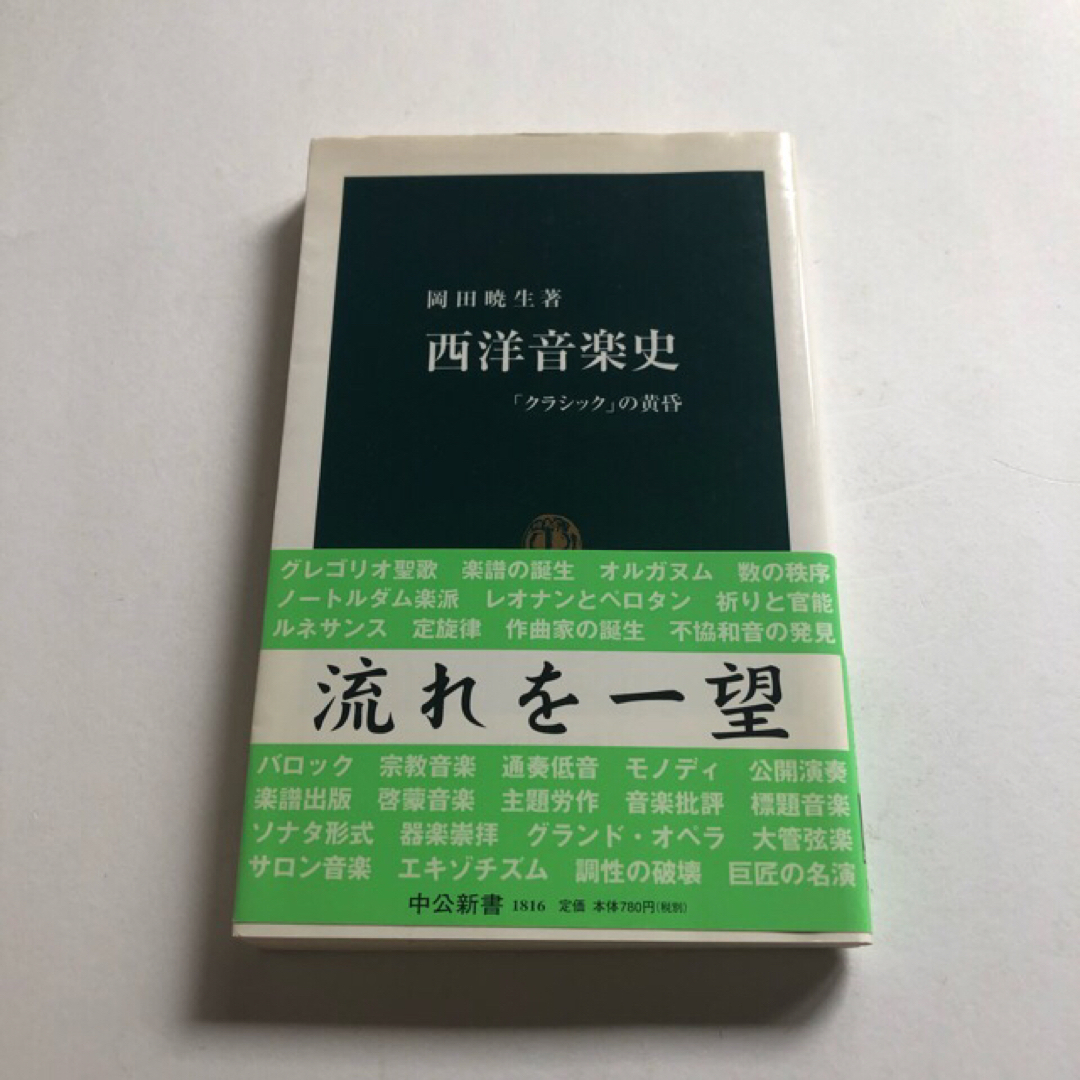 岡田暁生著
西洋音楽史
「クラシック」の黄昏
グレゴリオ聖歌 楽譜の誕生 オルガヌム 数の秩序
ノートルダム楽派 レオナンとペロタン 祈りと官能
ルネサンス 定旋律 作曲家の誕生 不協和音の発見
流れを一望
バロック 宗教音楽 通奏低音 モノディ 公開演奏
楽譜出版 啓蒙音楽 主題労作 音楽批評 標題音楽
ソナタ形式 器楽崇拝 グランド・オペラ 大管弦楽
サロン音楽 エキゾチズム 調性の破壊 巨匠の名演
中公新書 1816 定価 本体780円(税別)